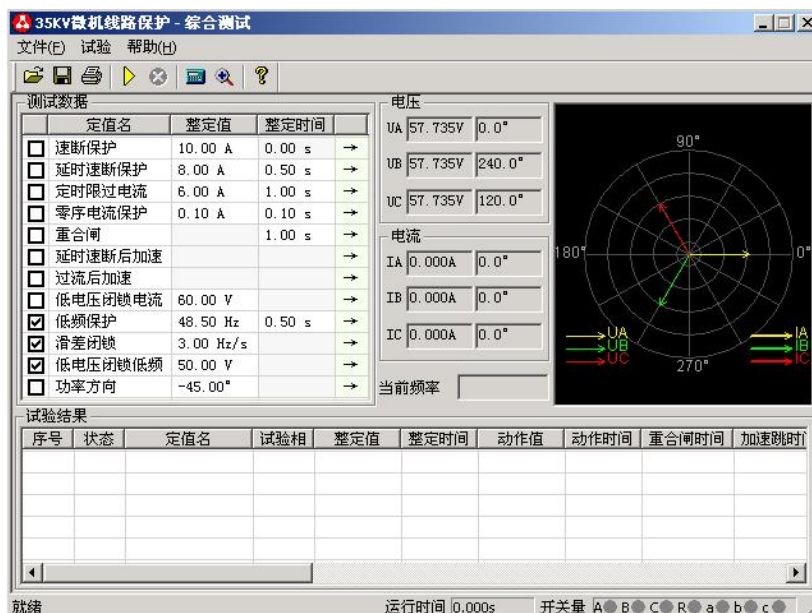 35KV微机线路保护 - 综合测试
文件(F) 试验 帮助(H)
测试数据
定值名 整定值 整定时间
速断保护 10.00 A 0.00 s →
延时速断保护 8.00 A 0.50 s →
定时限过电流 6.00 A 1.00 s →
零序电流保护 0.10 A 0.10 s →
重合闸 1.00 s →
延时速断后加速 →
过流后加速 →
低电压闭锁电流 60.00 V →
低频保护 48.50 Hz 0.50 s →
滑差闭锁 3.00 Hz/s →
低电压闭锁低频 50.00 V →
功率方向 -45.00° →
电压
UA 57.735V 0.0°
UB 57.735V 240.0°
UC 57.735V 120.0°
电流
IA 0.000A 0.0°
IB 0.000A 0.0°
IC 0.000A 0.0°
当前频率
90°
180° 0°
270°
UA
UB
UC
IA
IB
IC
试验结果
序号 状态 定值名 试验相 整定值 整定时间 动作值 动作时间 重合闸时间 加速跳时间
就绪 运行时间 0.000s 开关量 A B C R a b c